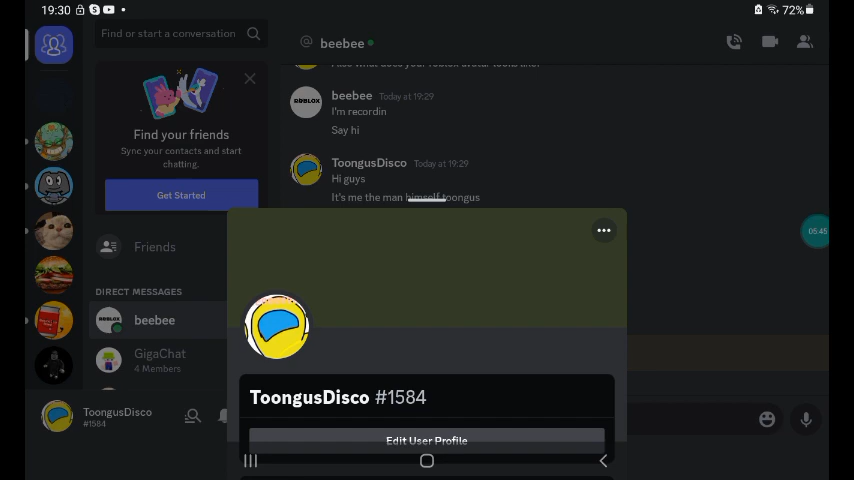 19:30
72%
Find or start a conversation
@ beebee
beebee Today at 19:29
I'm recordin
Say hi
ToongusDisco Today at 19:29
Hi guys
It's me the man himself toongus
Find your friends
Sync your contacts and start
chatting.
Get Started
Friends
DIRECT MESSAGES
ROBLOX
beebee
GigaChat
4 Members
ToongusDisco
#1584
ToongusDisco #1584
Edit User Profile
ROBLOX
05:45